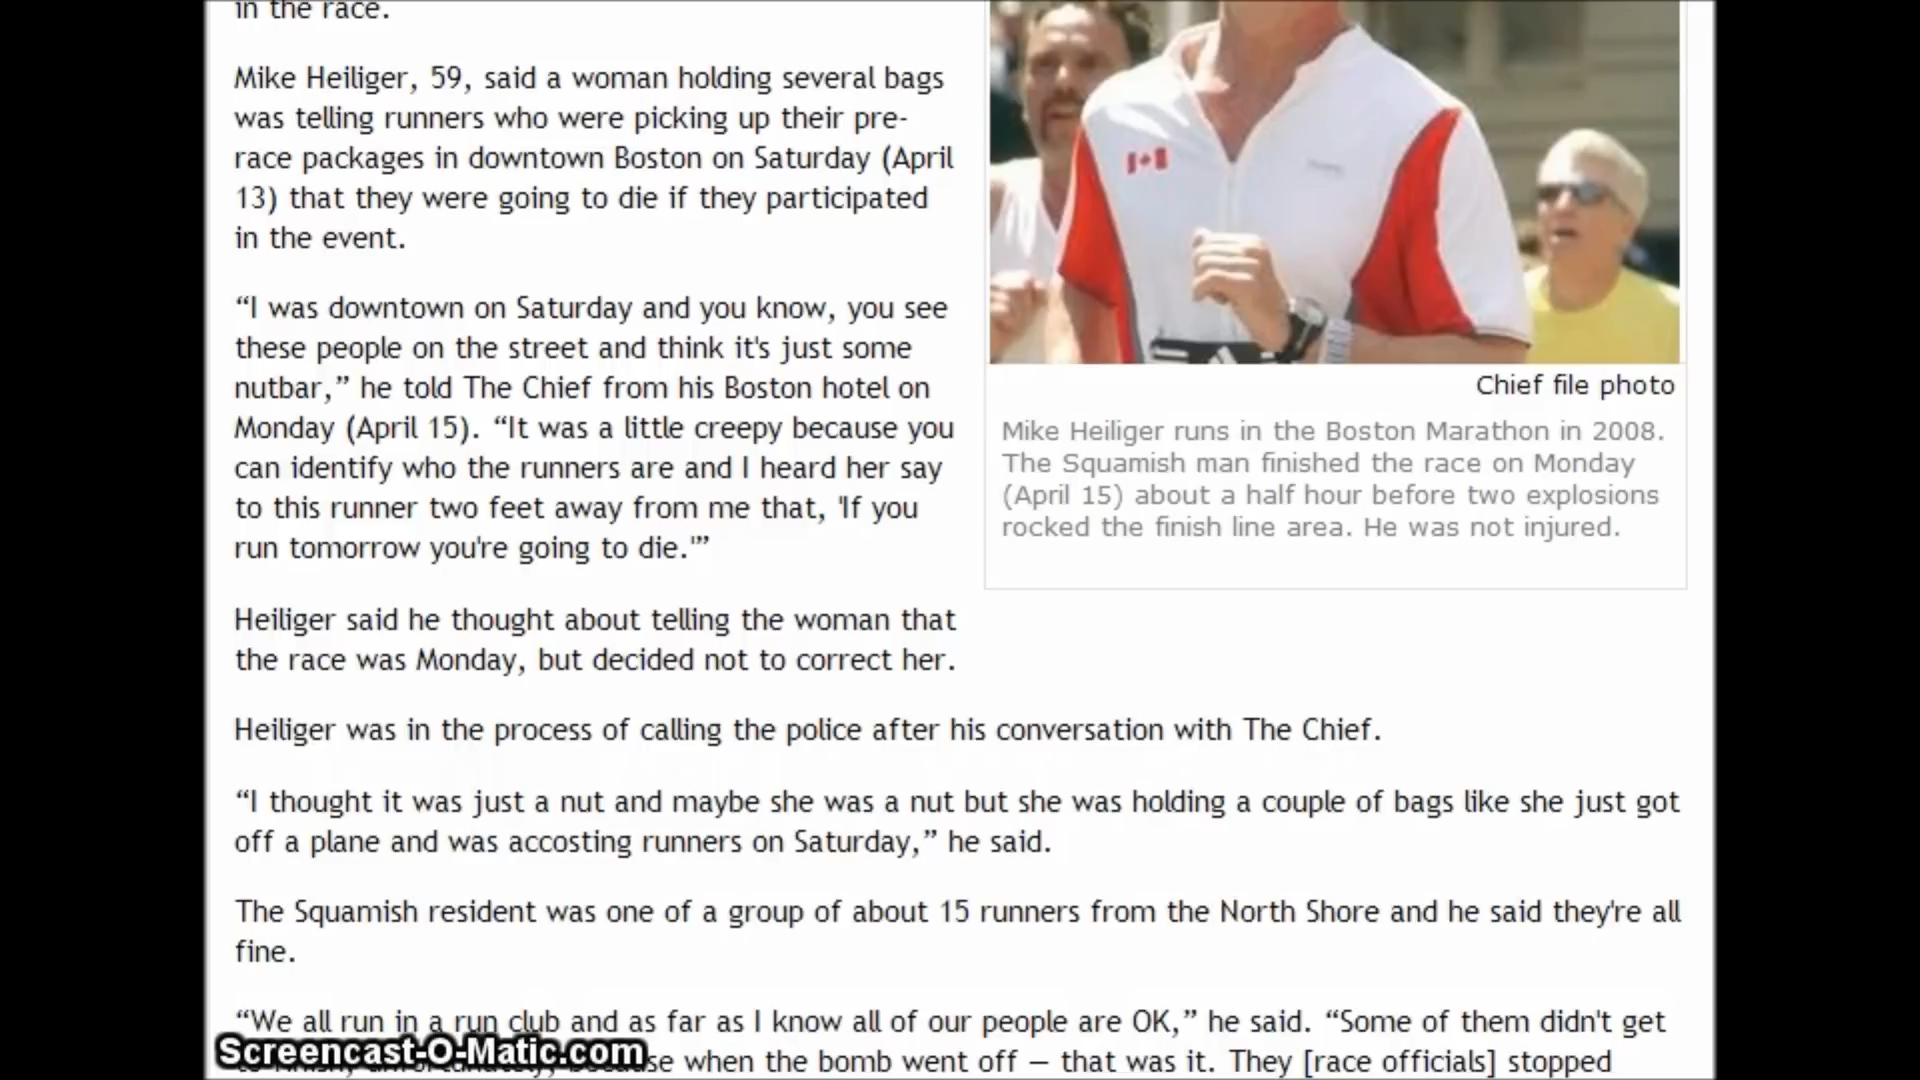 in the race.
Mike Heiliger, 59, said a woman holding several bags
was telling runners who were picking up their pre-
race packages in downtown Boston on Saturday (April
13) that they were going to die if they participated
in the event.
“I was downtown on Saturday and you know, you see
these people on the street and think it's just some
nutbar,” he told The Chief from his Boston hotel on
Monday (April 15). “It was a little creepy because you
can identify who the runners are and I heard her say
to this runner two feet away from me that, 'If you
run tomorrow you're going to die.'”
Heiliger said he thought about telling the woman that
the race was Monday, but decided not to correct her.
Chief file photo
Mike Heiliger runs in the Boston Marathon in 2008.
The Squamish man finished the race on Monday
(April 15) about a half hour before two explosions
rocked the finish line area. He was not injured.
Heiliger was in the process of calling the police after his conversation with The Chief.
“I thought it was just a nut and maybe she was a nut but she was holding a couple of bags like she just got
off a plane and was accosting runners on Saturday,” he said.
The Squamish resident was one of a group of about 15 runners from the North Shore and he said they're all
fine.
“We all run in a run club and as far as I know all of our people are OK,” he said. “Some of them didn't get
when the bomb went off — that was it. They [race officials] stopped
Screencast-O-Matic.com